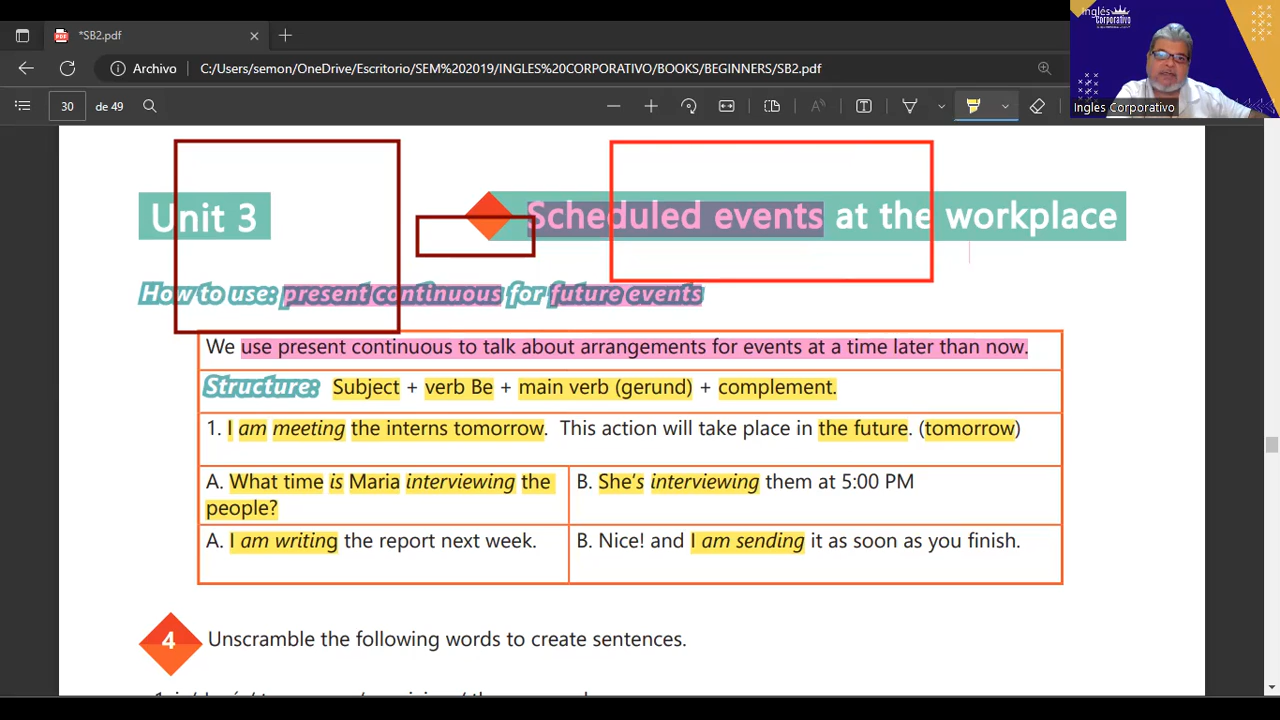 *SB2.pdf
Archivo C:/Users/semon/OneDrive/Escritorio/SEM%202019/INGLES%20CORPORATIVO/BOOKS/BEGINNERS/SB2.pdf
30 de 49
Inglés
Corporativo
Ingles Corporativo
Unit 3
Scheduled events at the workplace
How to use: present continuous for future events
We use present continuous to talk about arrangements for events at a time later than now.
Structure: Subject + verb Be + main verb (gerund) + complement.
1. I am meeting the interns tomorrow. This action will take place in the future. (tomorrow)
A. What time is Maria interviewing the
people?
B. She's interviewing them at 5:00 PM
A. I am writing the report next week.
B. Nice! and I am sending it as soon as you finish.
4 Unscramble the following words to create sentences.